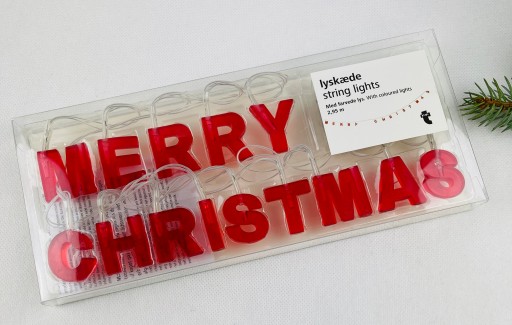 lyskæde
string lights
Med farvede lys. With coloured lights
2,95 m
MERRY
CHRISTMAS